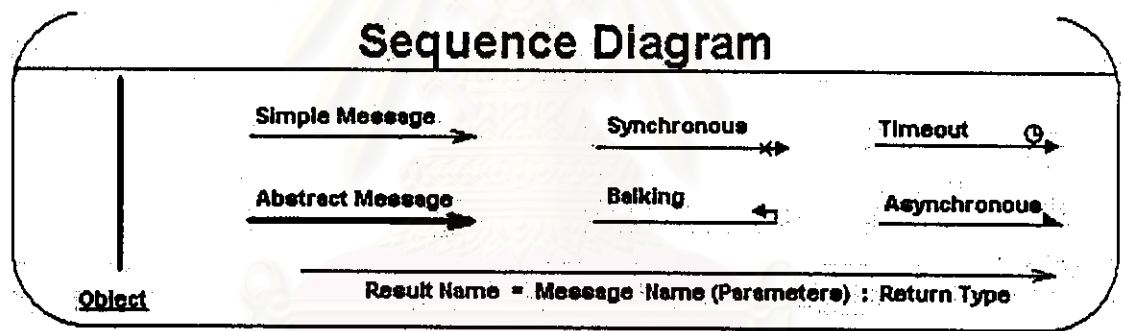 Sequence Diagram
Simple Message
Synchronous
Timeout
Abstract Message
Balking
Asynchronous
Object
Result Name = Message Name (Parameters) : Return Type